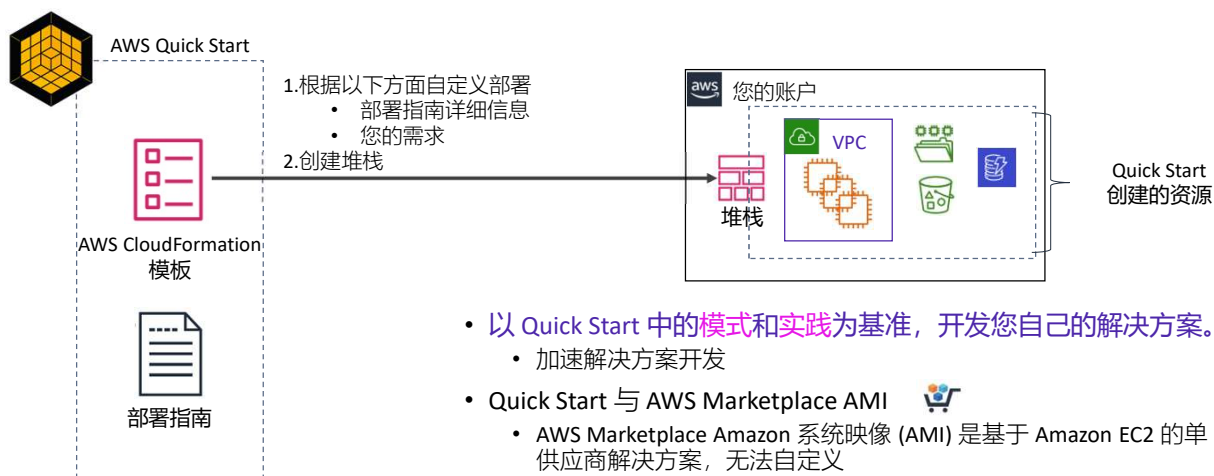 AWS Quick Start
1.根据以下方面自定义部署
• 部署指南详细信息
• 您的需求
2.创建堆栈
AWS CloudFormation
模板
部署指南
aws
您的账户
VPC
堆栈
Quick Start
创建的资源
• 以 Quick Start 中的模式和实践为基准，开发您自己的解决方案。
• 加速解决方案开发
• Quick Start 与 AWS Marketplace AMI
• AWS Marketplace Amazon 系统映像 (AMI) 是基于 Amazon EC2 的单
供应商解决方案，无法自定义